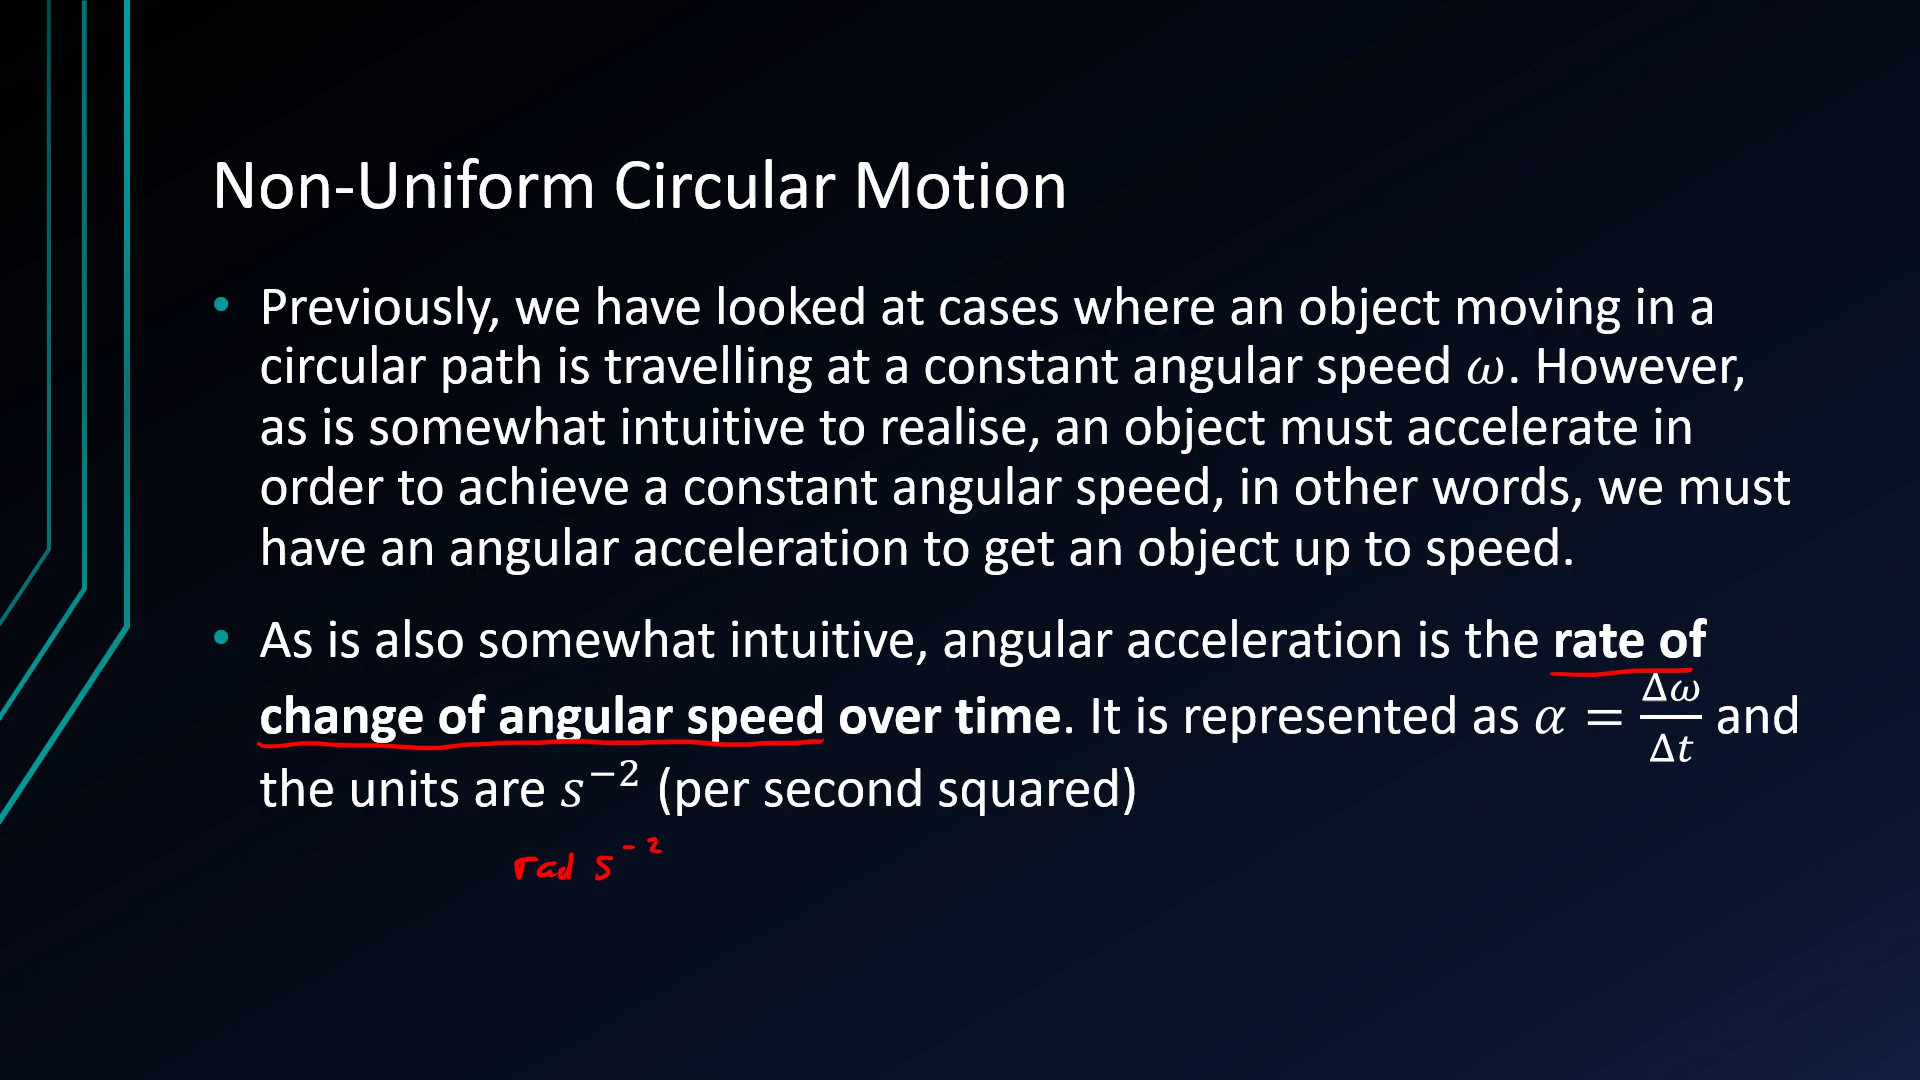 Non-Uniform Circular Motion
• Previously, we have looked at cases where an object moving in a
circular path is travelling at a constant angular speed ω. However,
as is somewhat intuitive to realise, an object must accelerate in
order to achieve a constant angular speed, in other words, we must
have an angular acceleration to get an object up to speed.
• As is also somewhat intuitive, angular acceleration is the rate of
change of angular speed over time. It is represented as α = Δω/Δt and
the units are s⁻² (per second squared)
rad s⁻²